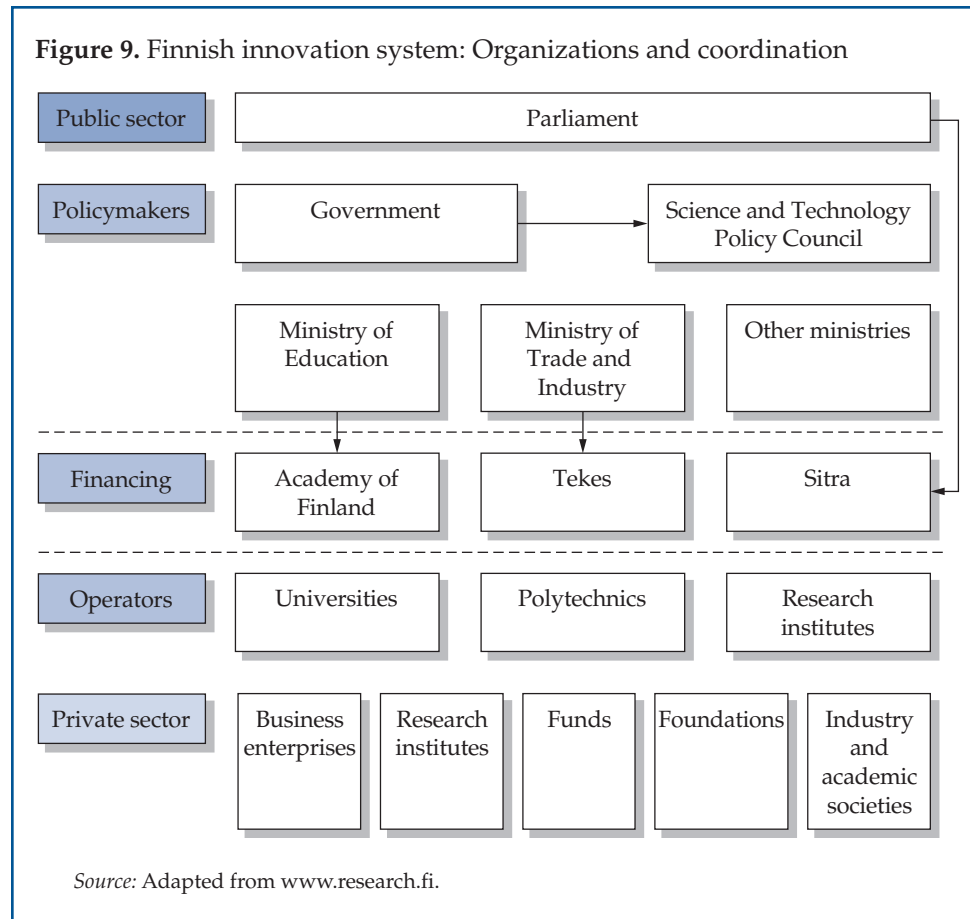 Figure 9. Finnish innovation system: Organizations and coordination
Public sector
Parliament
Policymakers
Government
Science and Technology
Policy Council
Ministry of
Education
Ministry of
Trade and
Industry
Other ministries
Financing
Academy of
Finland
Tekes
Sitra
Operators
Universities
Polytechnics
Research
institutes
Private sector
Business
enterprises
Research
institutes
Funds
Foundations
Industry
and
academic
societies
Source: Adapted from www.research.fi.